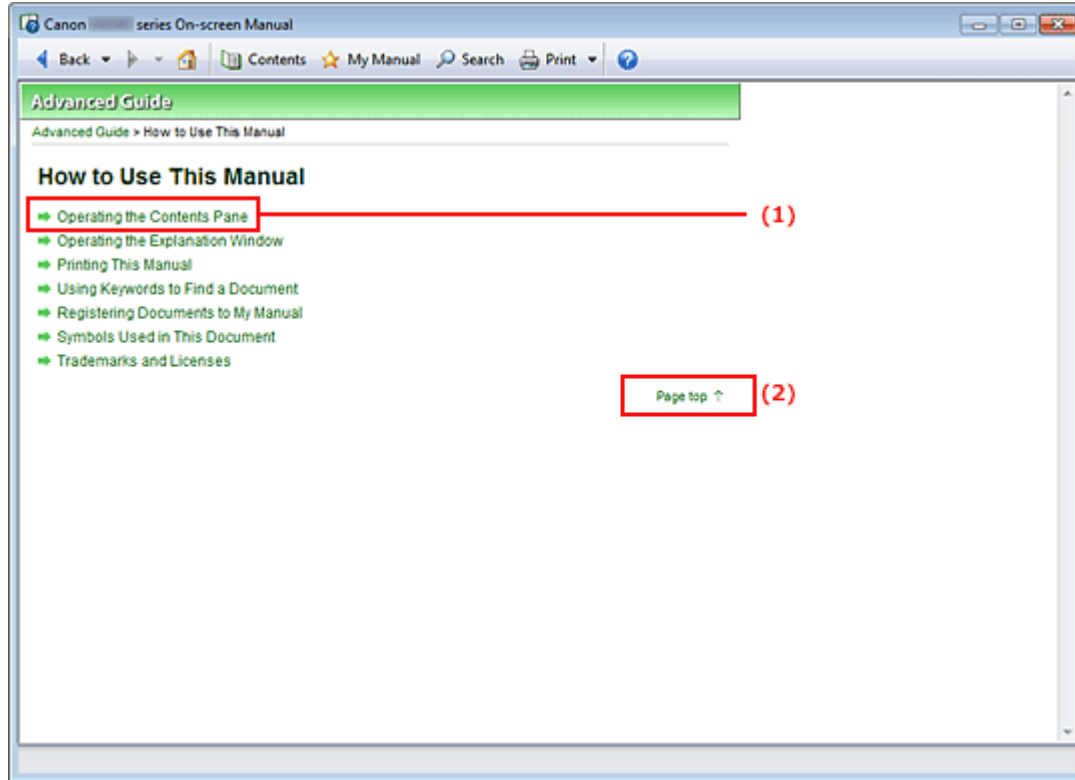 Canon series On-screen Manual
Back Contents My Manual Search Print
Advanced Guide
Advanced Guide > How to Use This Manual
How to Use This Manual
Operating the Contents Pane (1)
Operating the Explanation Window
Printing This Manual
Using Keywords to Find a Document
Registering Documents to My Manual
Symbols Used in This Document
Trademarks and Licenses
Page top ↑ (2)